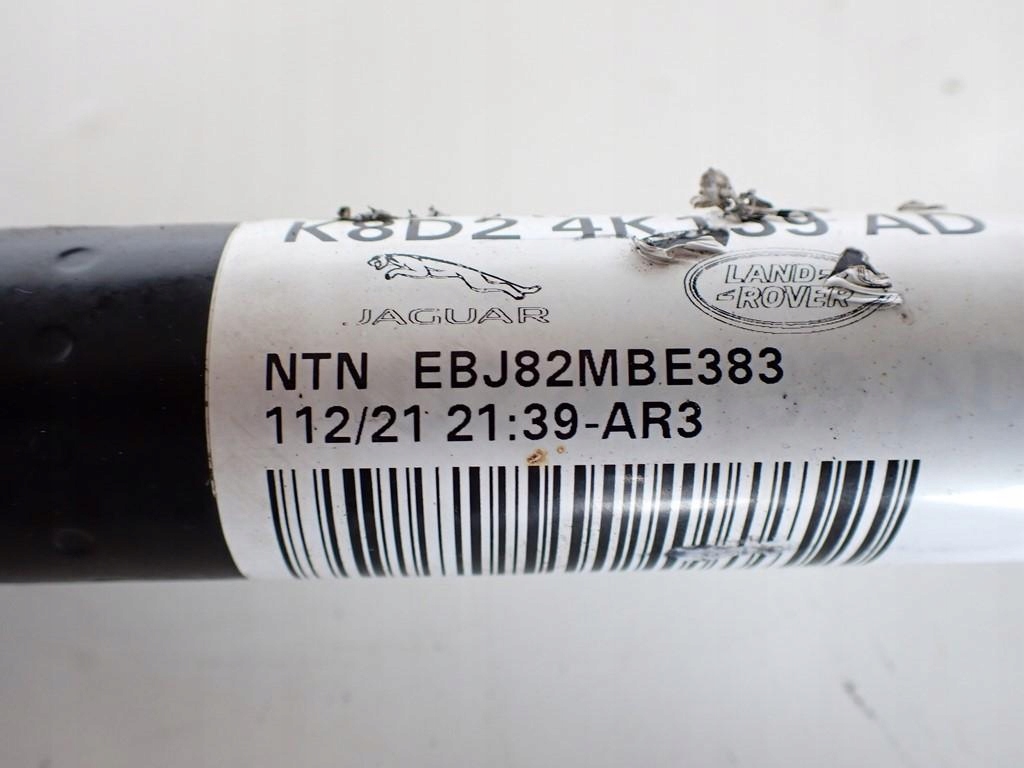 K8D2 AD
JAGUAR
LAND-
-ROVER
NTN EBJ82MBE383
112/21 21:39-AR3